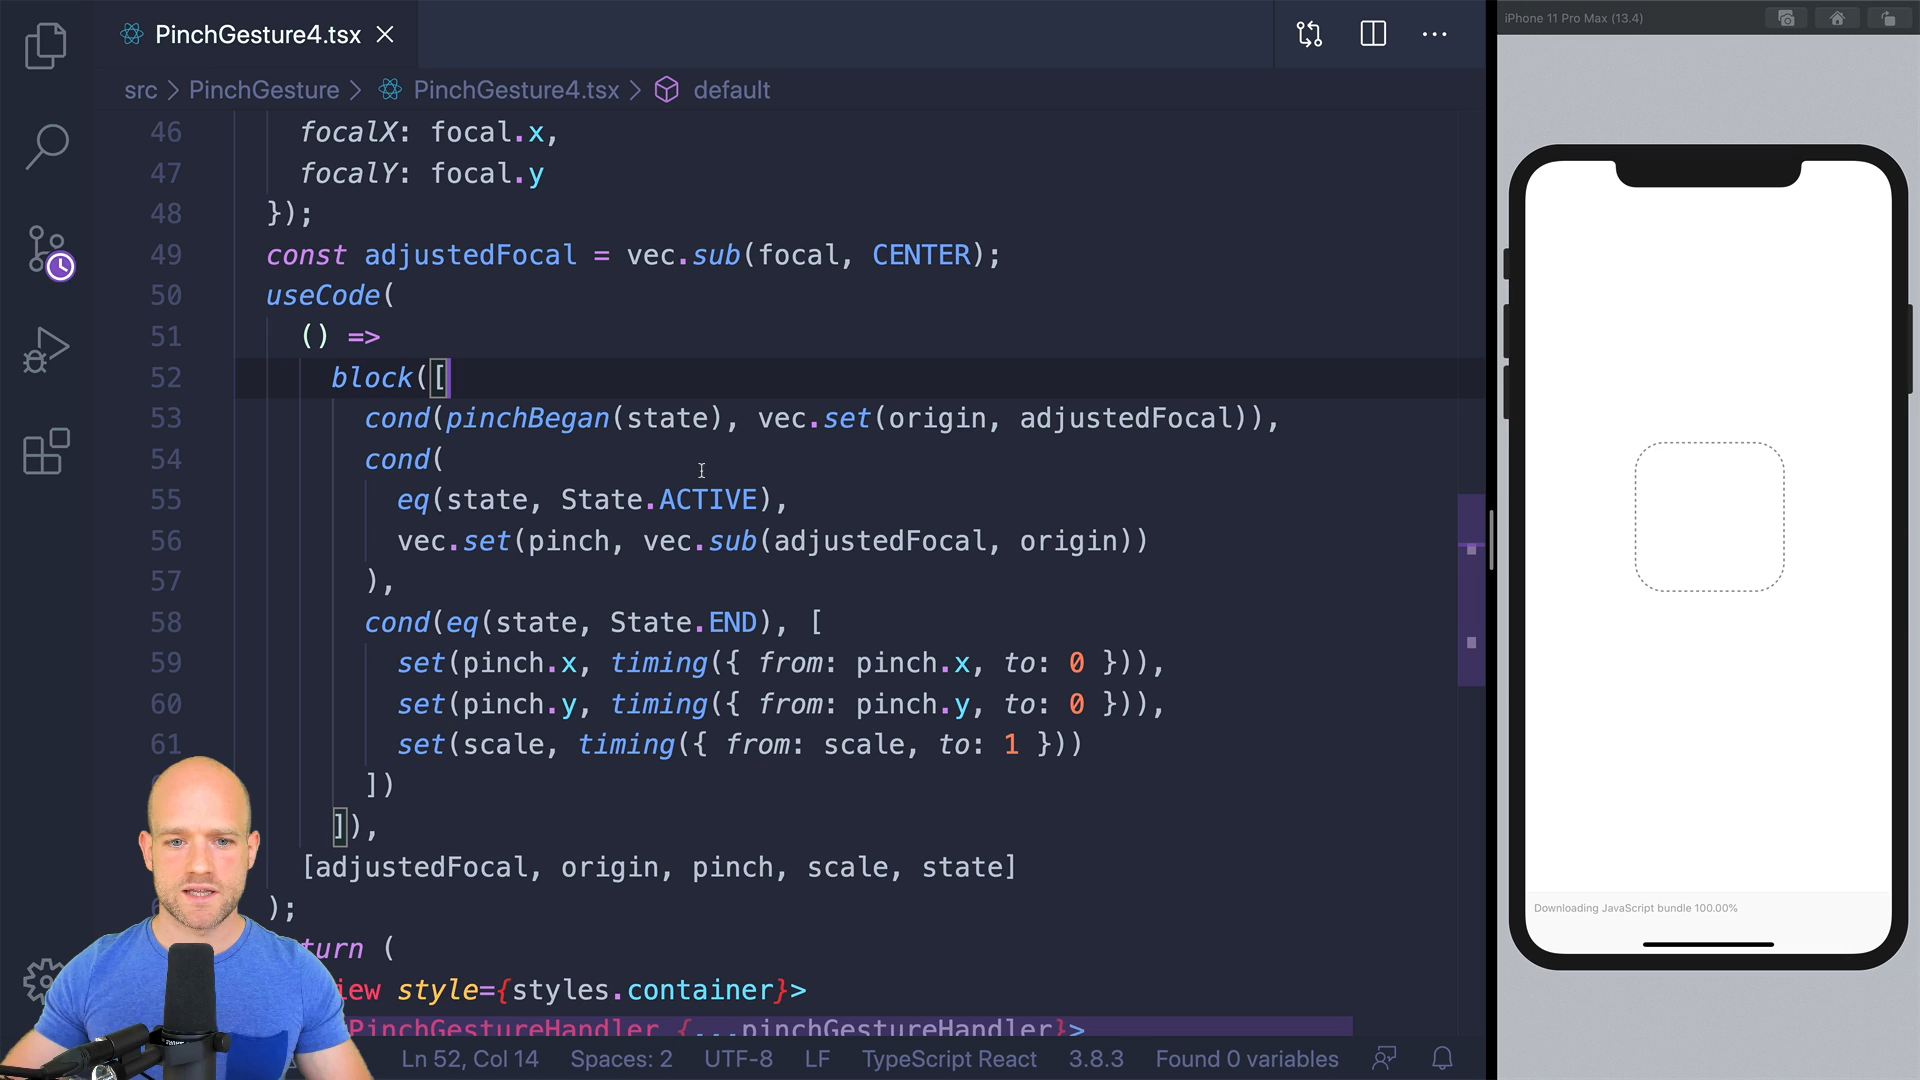 PinchGesture4.tsx
iPhone 11 Pro Max (13.4)
src > PinchGesture > PinchGesture4.tsx > default
46 focalX: focal.x,
47 focalY: focal.y
48 });
49 const adjustedFocal = vec.sub(focal, CENTER);
50 useCode(
51 () =>
52 block([
53 cond(pinchBegan(state), vec.set(origin, adjustedFocal)),
54 cond(
55 eq(state, State.ACTIVE),
56 vec.set(pinch, vec.sub(adjustedFocal, origin))
57 ),
58 cond(eq(state, State.END), [
59 set(pinch.x, timing({ from: pinch.x, to: 0 })),
60 set(pinch.y, timing({ from: pinch.y, to: 0 })),
61 set(scale, timing({ from: scale, to: 1 }))
])
]),
[adjustedFocal, origin, pinch, scale, state]
);
turn (
iew style={styles.container}>
PinchGestureHandler {...pinchGestureHandler}>
Downloading JavaScript bundle 100.00%
Ln 52, Col 14 Spaces: 2 UTF-8 LF TypeScript React 3.8.3 Found 0 variables